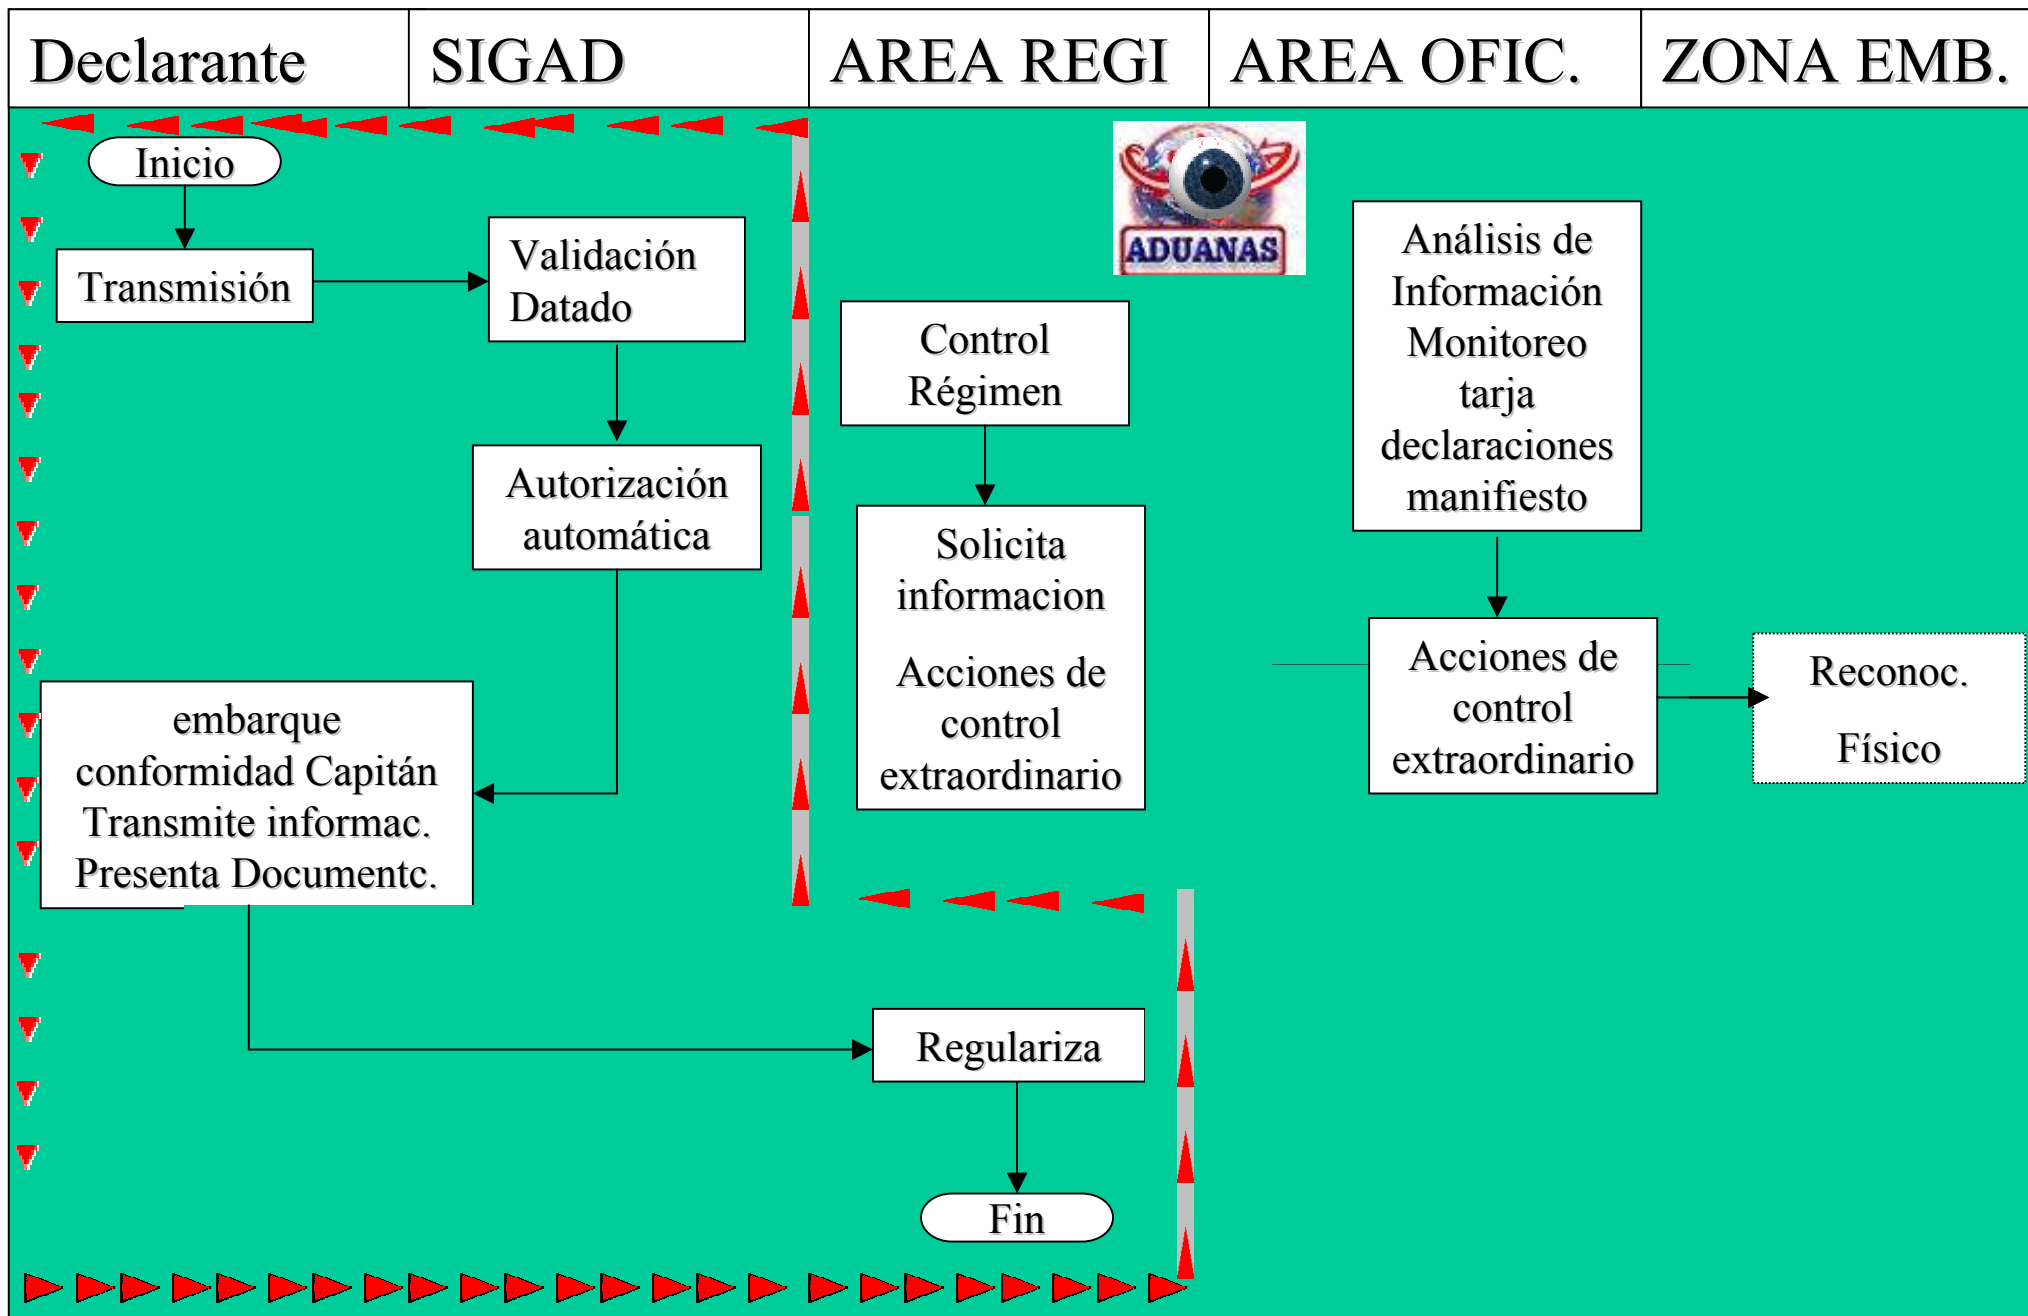 Declarante
SIGAD
AREA REGI
AREA OFIC.
ZONA EMB.
Inicio
Transmisión
Validación
Datado
Autorización
automática
embarque
conformidad Capitán
Transmite informac.
Presenta Documentc.
ADUANAS
Control
Régimen
Solicita
informacion
Acciones de
control
extraordinario
Regulariza
Fin
Análisis de
Información
Monitoreo
tarja
declaraciones
manifiesto
Acciones de
control
extraordinario
Reconoc.
Físico